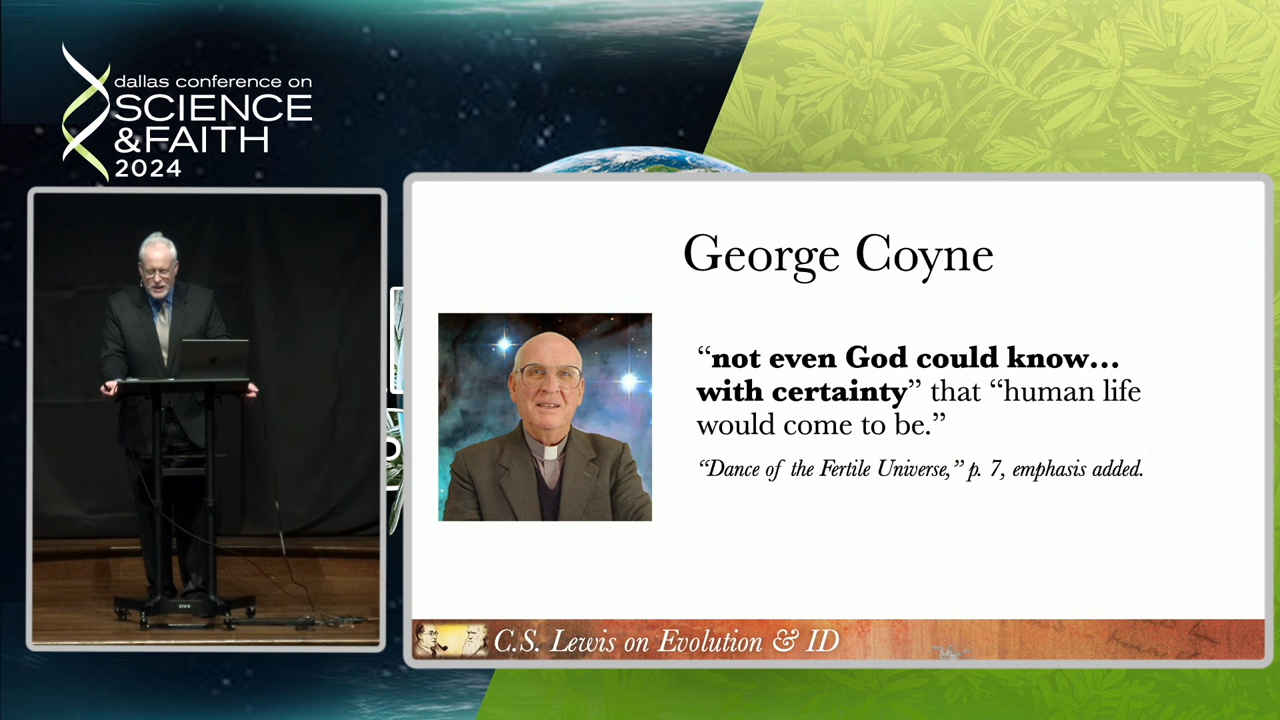 dallas conference on
SCIENCE
&FAITH
2024
George Coyne
“not even God could know…
with certainty” that “human life
would come to be.”
“Dance of the Fertile Universe,” p. 7, emphasis added.
C.S. Lewis on Evolution & ID
VIVO